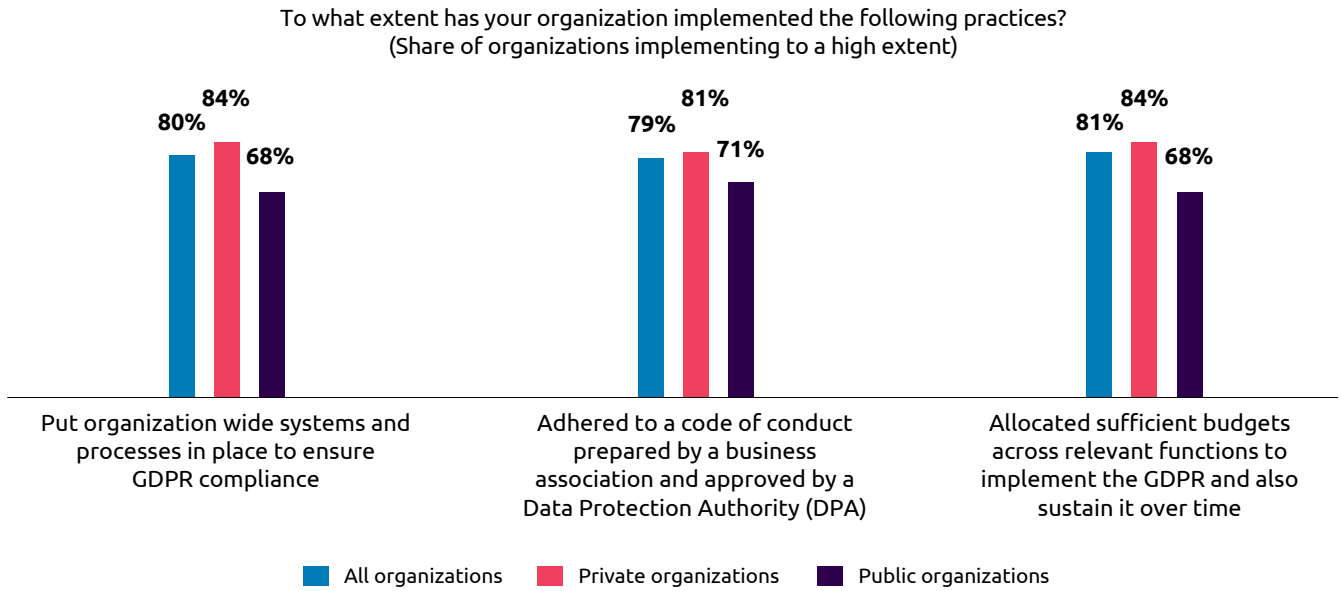 To what extent has your organization implemented the following practices?
(Share of organizations implementing to a high extent)
80%
84%
68%
79%
81%
71%
81%
84%
68%
Put organization wide systems and
processes in place to ensure
GDPR compliance
Adhered to a code of conduct
prepared by a business
association and approved by a
Data Protection Authority (DPA)
Allocated sufficient budgets
across relevant functions to
implement the GDPR and also
sustain it over time
All organizations
Private organizations
Public organizations